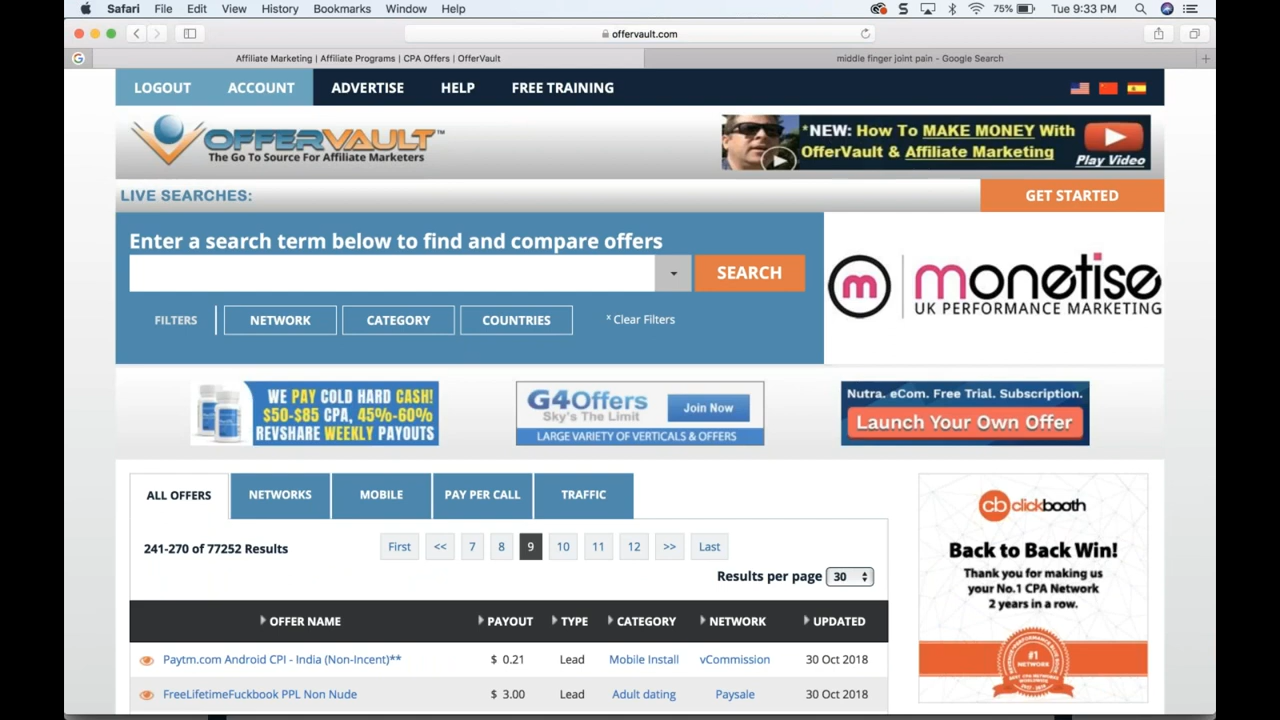 Safari File Edit View History Bookmarks Window Help 75% Tue 9:33 PM
offervault.com
Affiliate Marketing | Affiliate Programs | CPA Offers | OfferVault middle finger joint pain - Google Search
LOGOUT ACCOUNT ADVERTISE HELP FREE TRAINING
OFFERVAULT™
The Go To Source For Affiliate Marketers
*NEW: How To MAKE MONEY With
OfferVault & Affiliate Marketing
Play Video
LIVE SEARCHES:
GET STARTED
Enter a search term below to find and compare offers
SEARCH
FILTERS NETWORK CATEGORY COUNTRIES x Clear Filters
m monetise
UK PERFORMANCE MARKETING
WE PAY COLD HARD CASH!
$50-$85 CPA, 45%-60%
REVSHARE WEEKLY PAYOUTS
G4Offers
Sky's The Limit
Join Now
LARGE VARIETY OF VERTICALS & OFFERS
Nutra. eCom. Free Trial. Subscription.
Launch Your Own Offer
ALL OFFERS NETWORKS MOBILE PAY PER CALL TRAFFIC
241-270 of 77252 Results
First << 7 8 9 10 11 12 >> Last
Results per page 30
OFFER NAME PAYOUT TYPE CATEGORY NETWORK UPDATED
Paytm.com Android CPI - India (Non-Incent)** $ 0.21 Lead Mobile Install vCommission 30 Oct 2018
FreeLifetimeFuckbook PPL Non Nude $ 3.00 Lead Adult dating Paysale 30 Oct 2018
cb clickbooth
Back to Back Win!
Thank you for making us
your No.1 CPA Network
2 years in a row.
#1
NETWORK